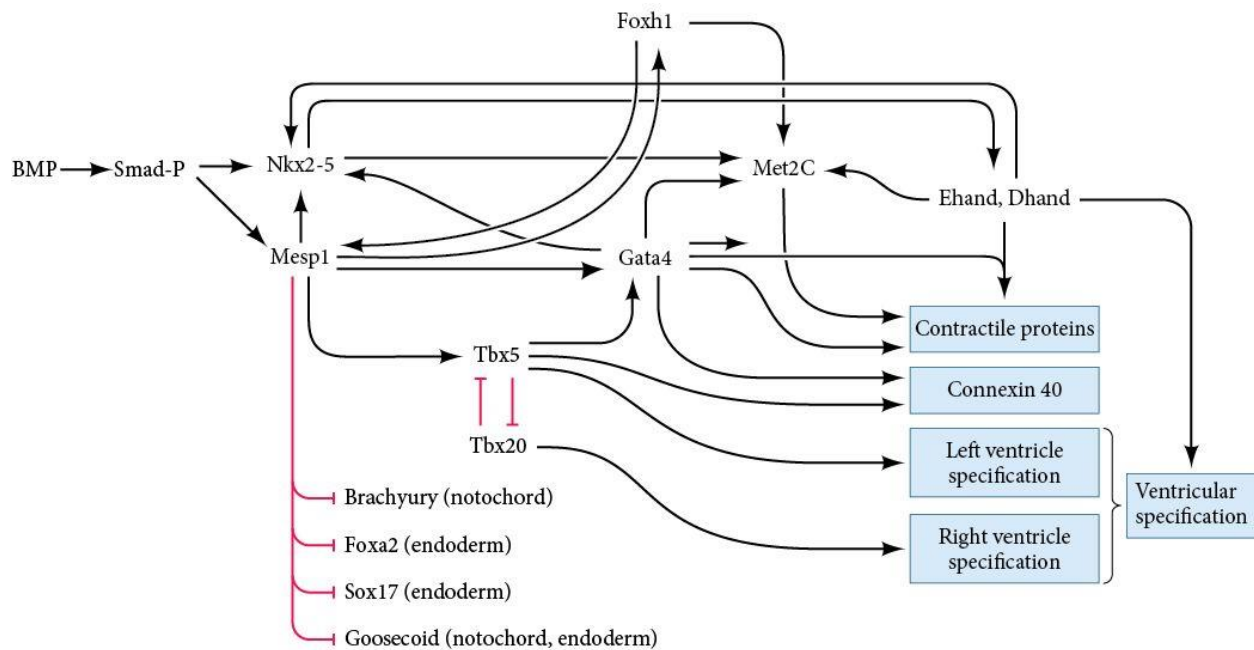 Foxh1
BMP
Smad-P
Nkx2-5
Met2C
Ehand, Dhand
Mesp1
Gata4
Contractile proteins
Tbx5
Connexin 40
Tbx20
Left ventricle
specification
Brachyury (notochord)
Ventricular
specification
Foxa2 (endoderm)
Right ventricle
specification
Sox17 (endoderm)
Goosecoid (notochord, endoderm)